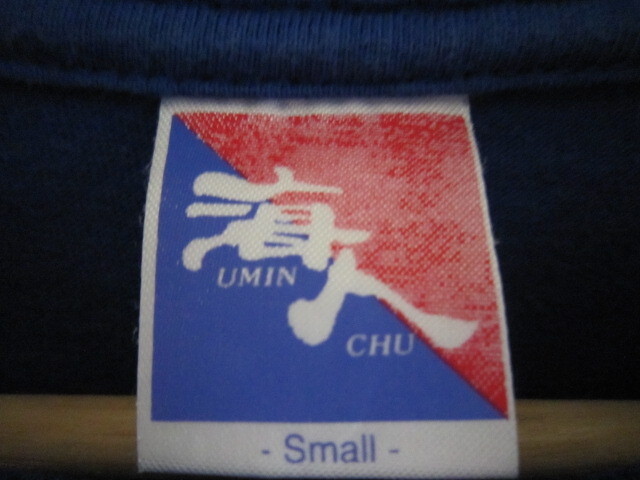 海人
UMIN
CHU
- Small -